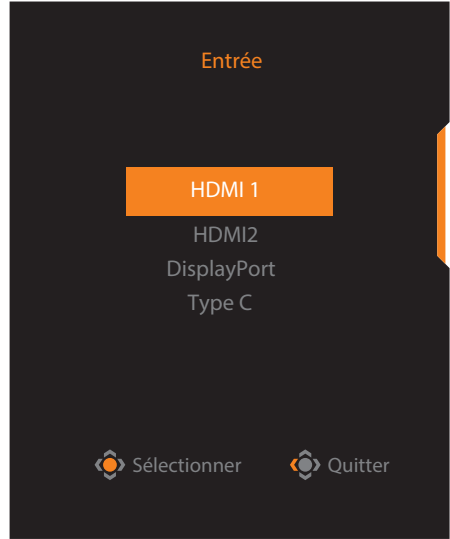 Entrée
HDMI 1
HDMI2
DisplayPort
Type C
Sélectionner Quitter